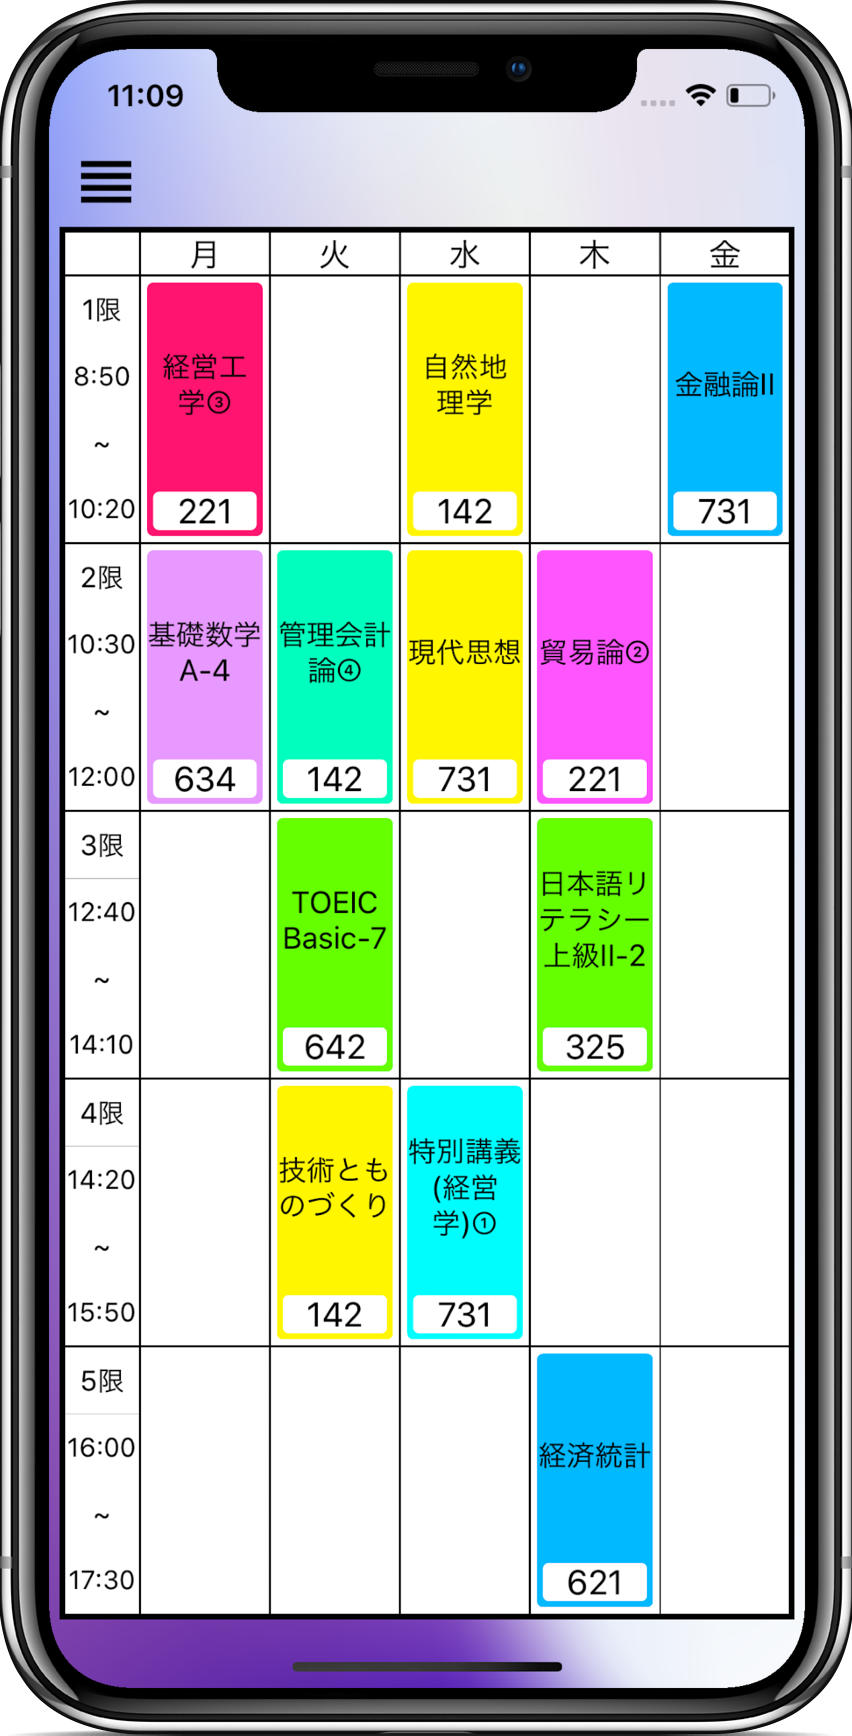 11:09
月 火 水 木 金
1限
8:50
~
10:20
経営工
学③
221
自然地
理学
142
金融論II
731
2限
10:30
~
12:00
基礎数学
A-4
634
管理会計
論④
142
現代思想
731
貿易論②
221
3限
12:40
~
14:10
TOEIC
Basic-7
642
日本語リ
テラシー
上級II-2
325
4限
14:20
~
15:50
技術とも
のづくり
142
特別講義
(経営
学)①
731
5限
16:00
~
17:30
経済統計
621